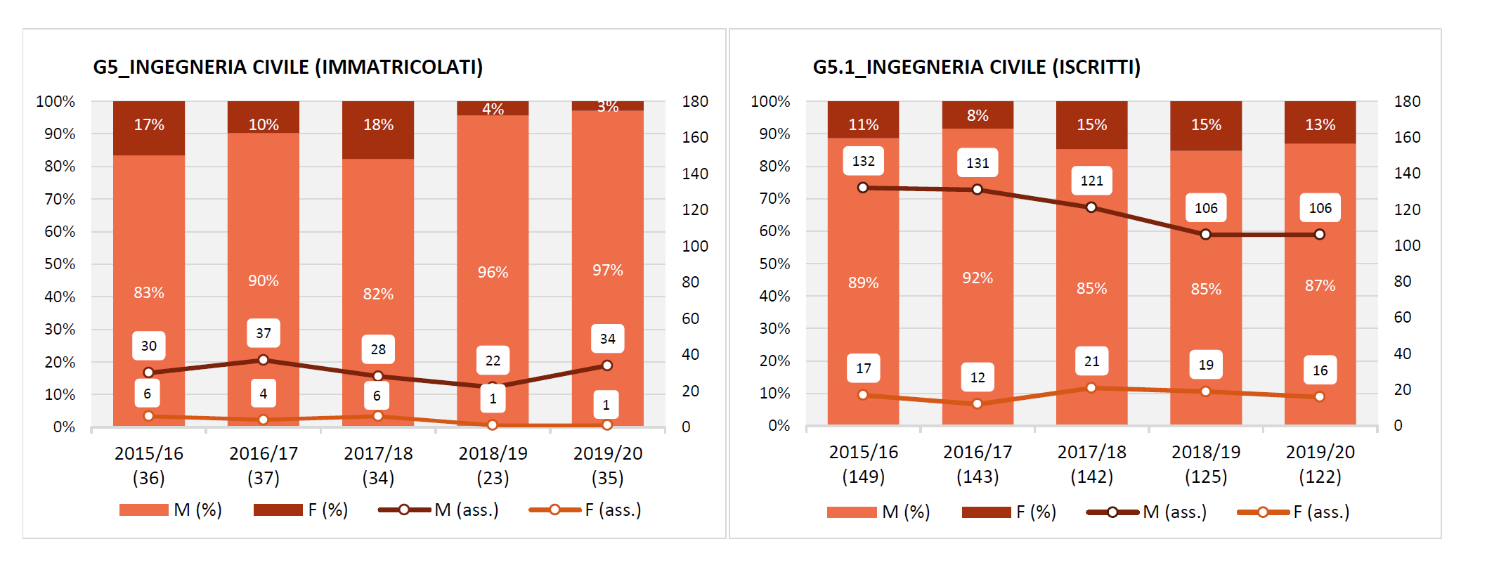 G5_INGEGNERIA CIVILE (IMMATRICOLATI)
100% 180
17% 10% 18% 4% 3%
90% 160
80% 140
70% 120
60% 100
50% 80
83% 90% 82% 96% 97%
40% 60
30% 40
20% 20
10% 0
0%
30 37 28 22 34
6 4 6 1 1
2015/16 2016/17 2017/18 2018/19 2019/20
(36) (37) (34) (23) (35)
M (%) F (%) M (ass.) F (ass.)
G5.1_INGEGNERIA CIVILE (ISCRITTI)
100% 180
11% 8% 15% 15% 13%
90% 160
80% 140
70% 120
60% 100
50% 80
132 131 121 106 106
89% 92% 85% 85% 87%
40% 60
30% 40
20% 20
10% 0
0%
17 12 21 19 16
2015/16 2016/17 2017/18 2018/19 2019/20
(149) (143) (142) (125) (122)
M (%) F (%) M (ass.) F (ass.)